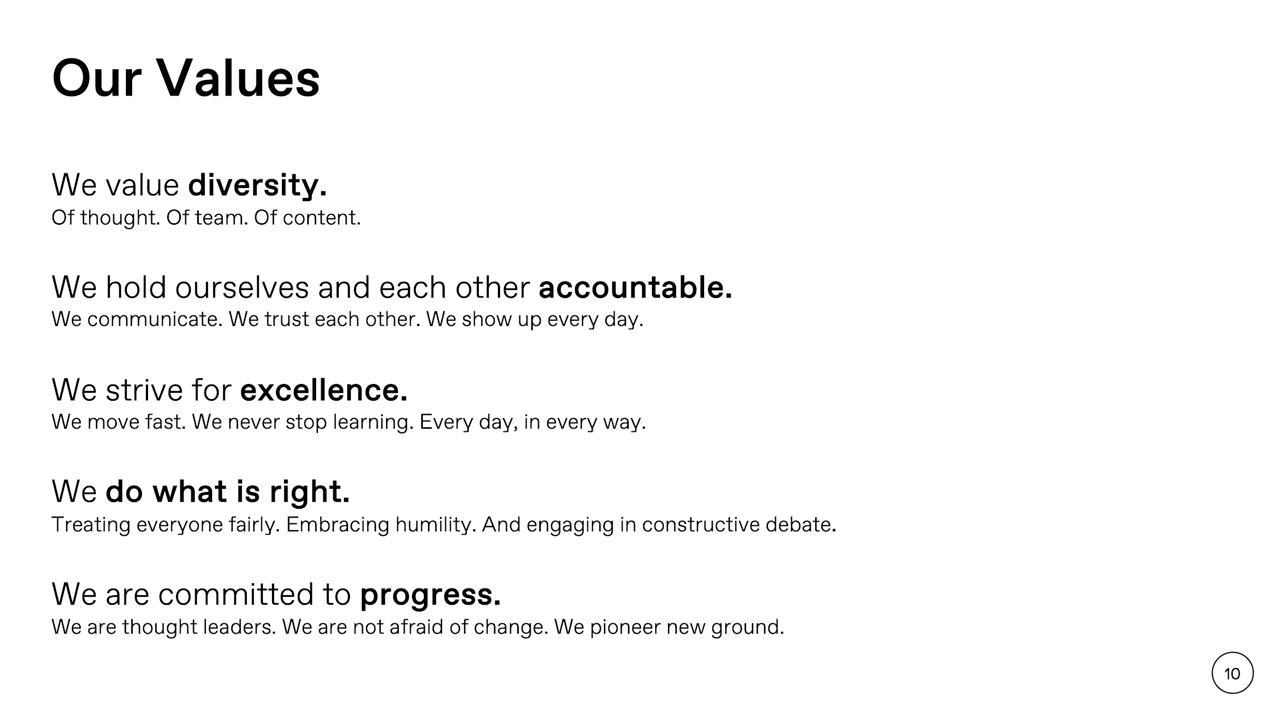 Our Values
We value diversity.
Of thought. Of team. Of content.
We hold ourselves and each other accountable.
We communicate. We trust each other. We show up every day.
We strive for excellence.
We move fast. We never stop learning. Every day, in every way.
We do what is right.
Treating everyone fairly. Embracing humility. And engaging in constructive debate.
We are committed to progress.
We are thought leaders. We are not afraid of change. We pioneer new ground.
10